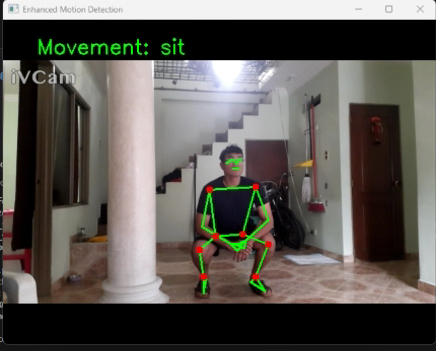 Enhanced Motion Detection
Movement: sit
iVCam